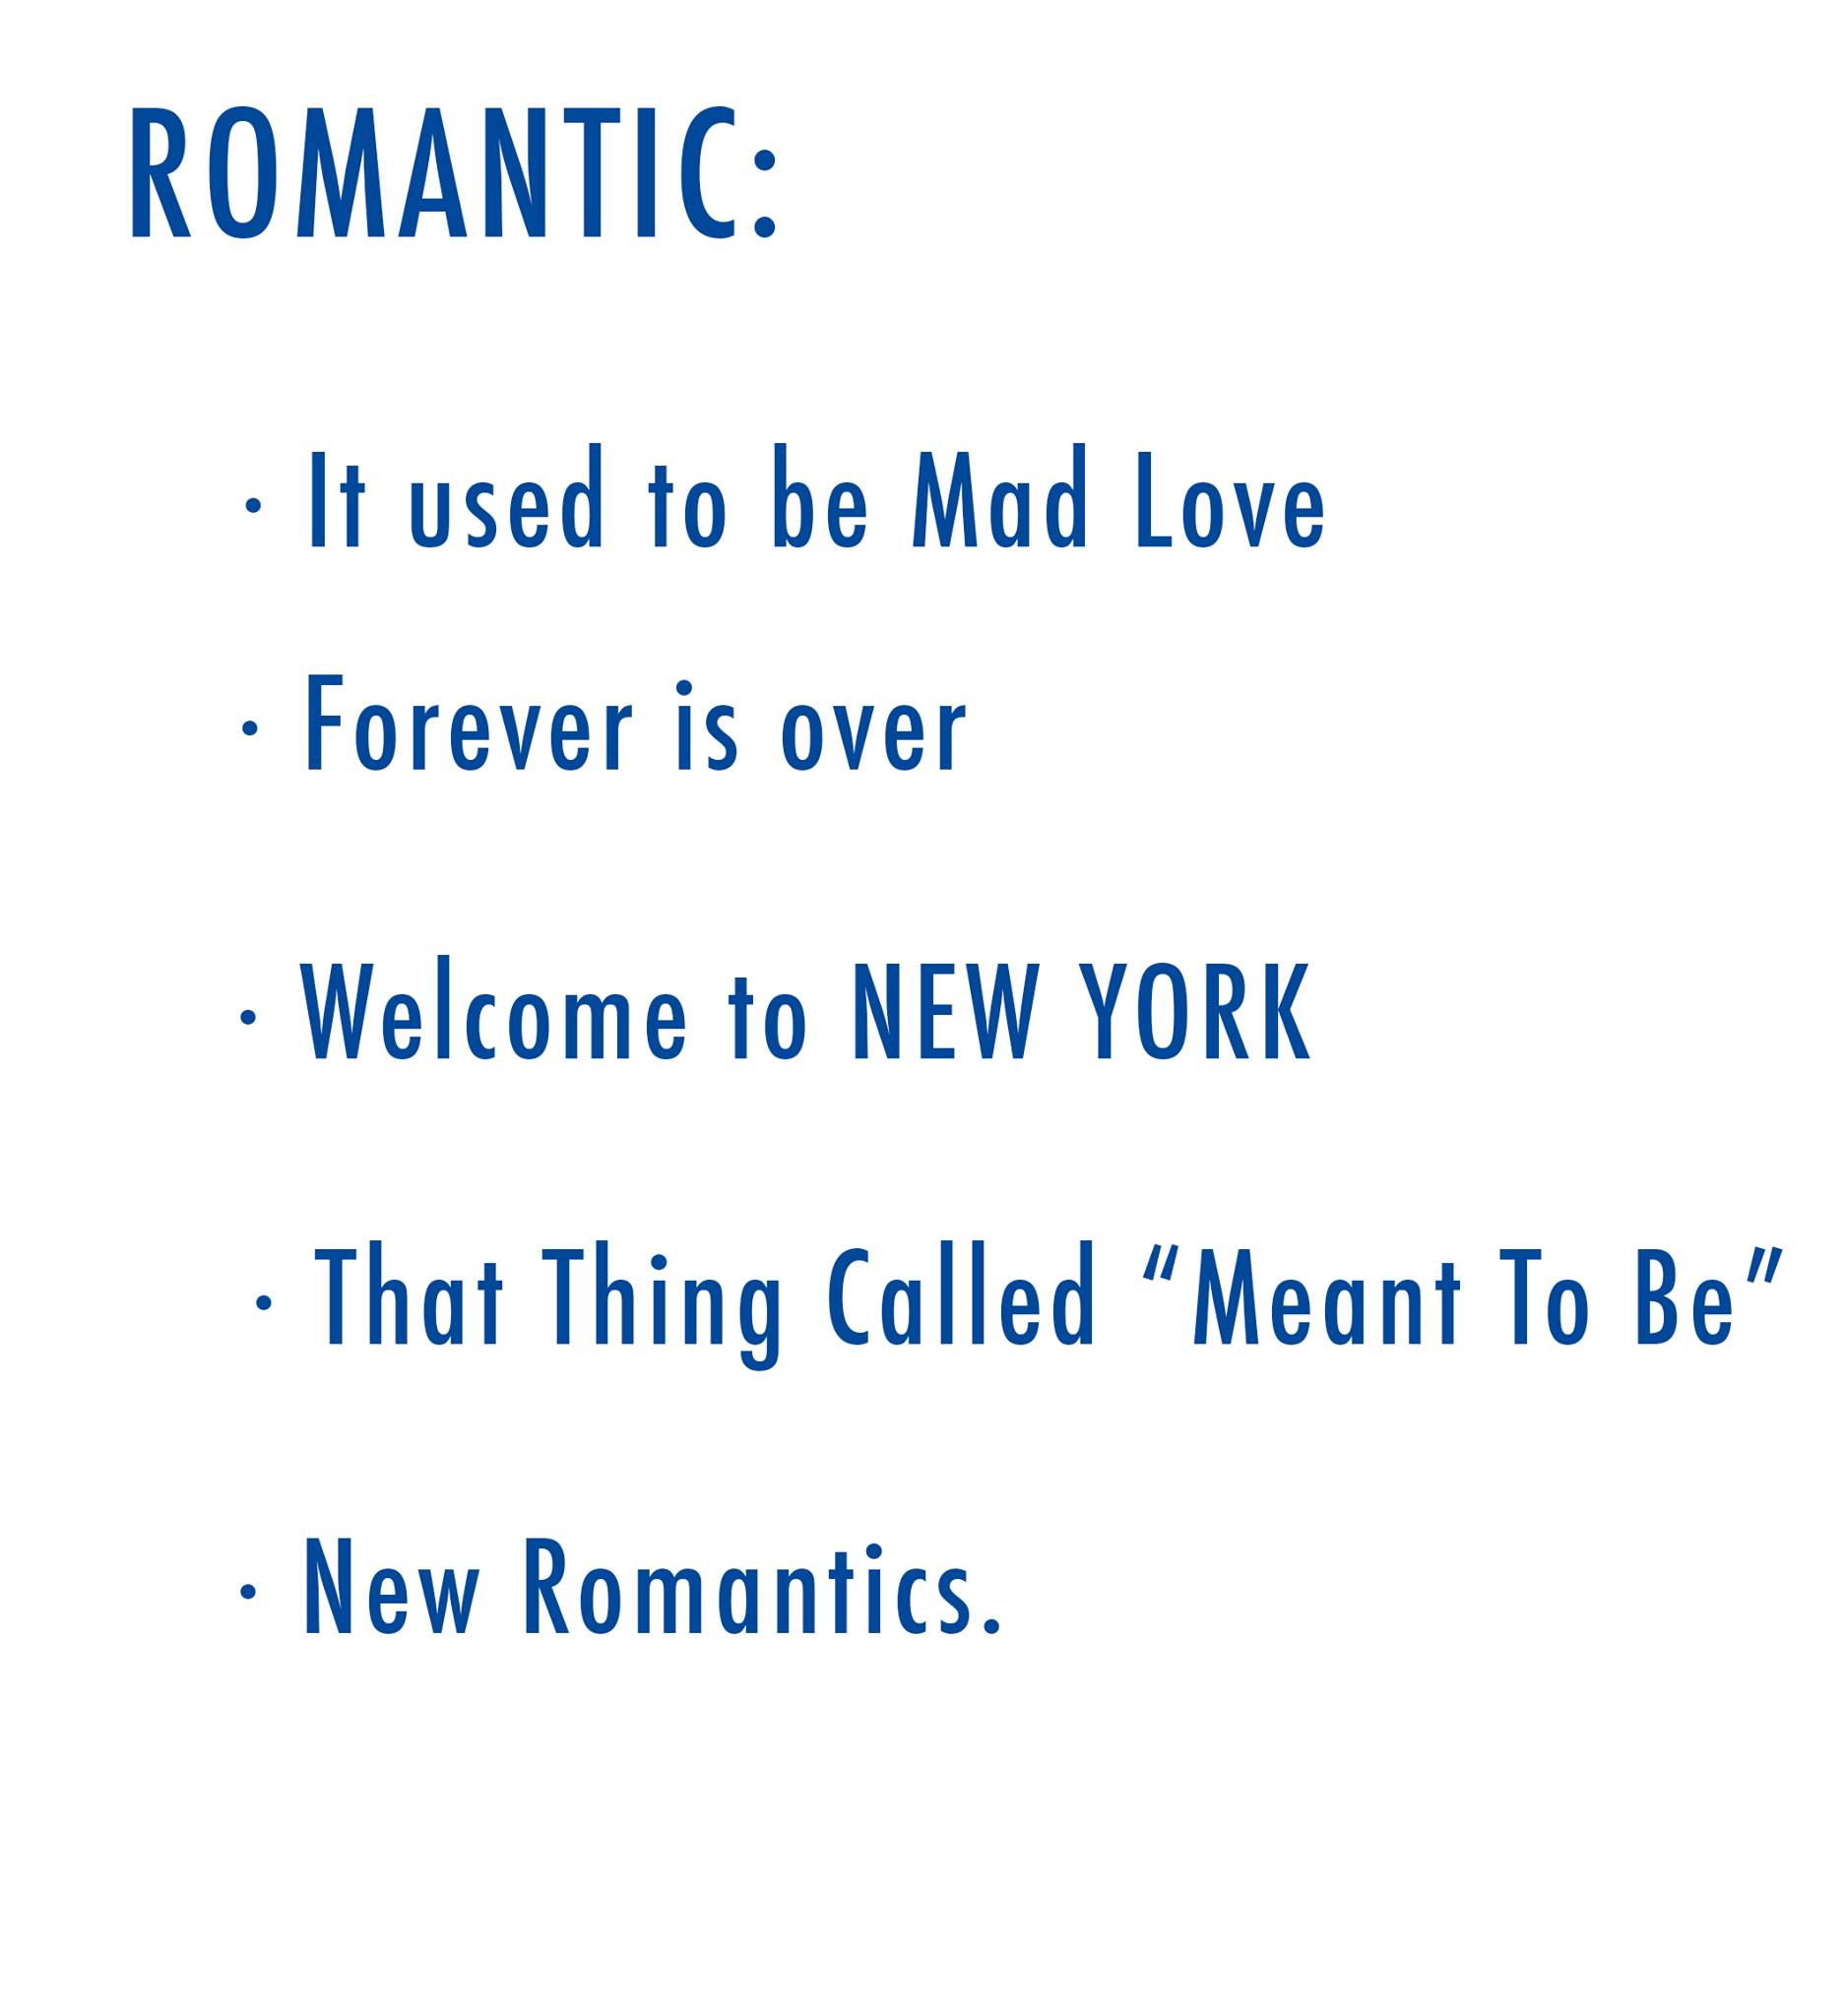 ROMANTIC:
· It used to be Mad Love
· Forever is over
· Welcome to NEW YORK
· That Thing Called “Meant To Be”
· New Romantics.